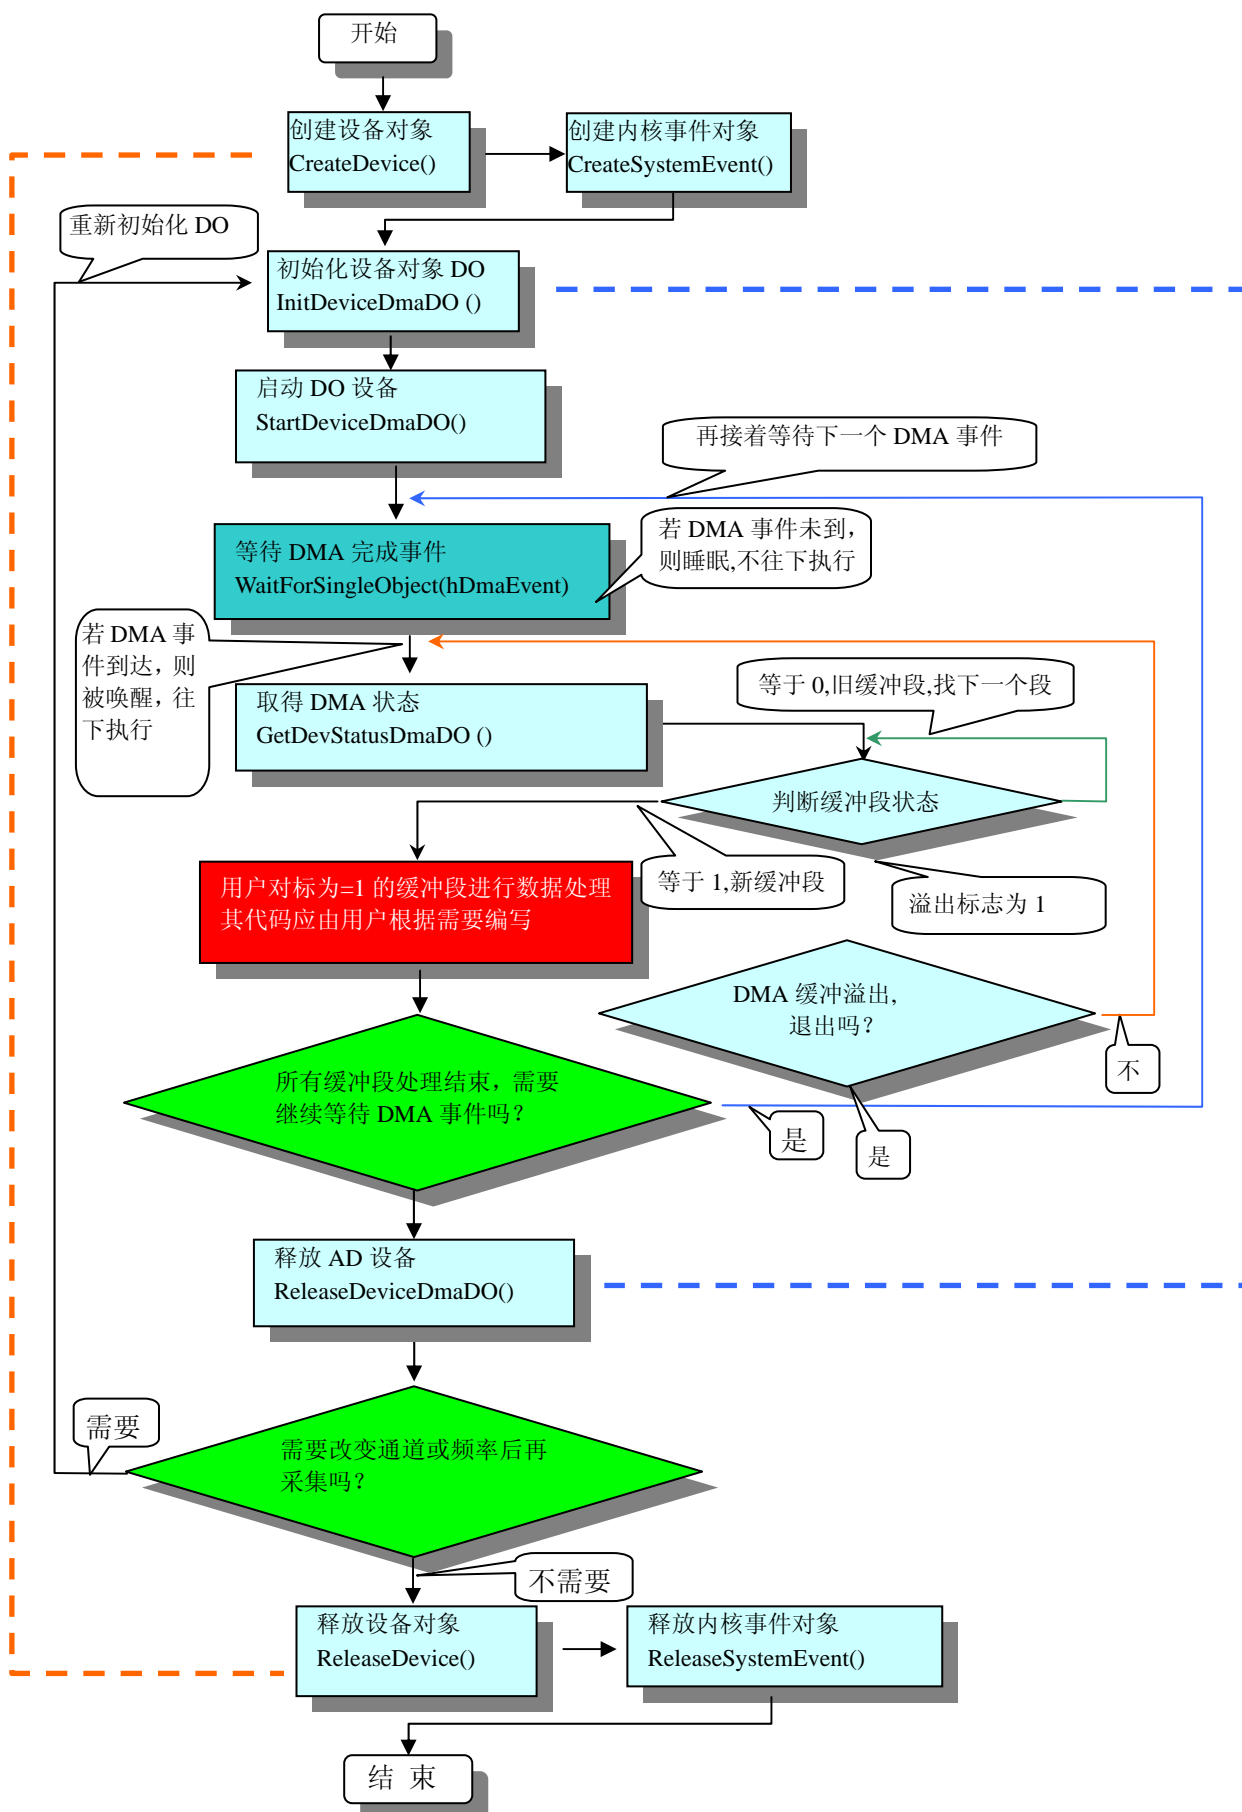 开始
创建设备对象
CreateDevice()
创建内核事件对象
CreateSystemEvent()
重新初始化 DO
初始化设备对象 DO
InitDeviceDmaDO ()
启动 DO 设备
StartDeviceDmaDO()
再接着等待下一个 DMA 事件
等待 DMA 完成事件
WaitForSingleObject(hDmaEvent)
若 DMA 事件未到，
则睡眠,不往下执行
若 DMA 事
件到达，则
被唤醒，往
下执行
取得 DMA 状态
GetDevStatusDmaDO ()
等于 0,旧缓冲段,找下一个段
判断缓冲段状态
用户对标为=1 的缓冲段进行数据处理
其代码应由用户根据需要编写
等于 1,新缓冲段
溢出标志为 1
DMA 缓冲溢出,
退出吗？
不
所有缓冲段处理结束，需要
继续等待 DMA 事件吗？
是
是
释放 AD 设备
ReleaseDeviceDmaDO()
需要
需要改变通道或频率后再
采集吗？
不需要
释放设备对象
ReleaseDevice()
释放内核事件对象
ReleaseSystemEvent()
结 束